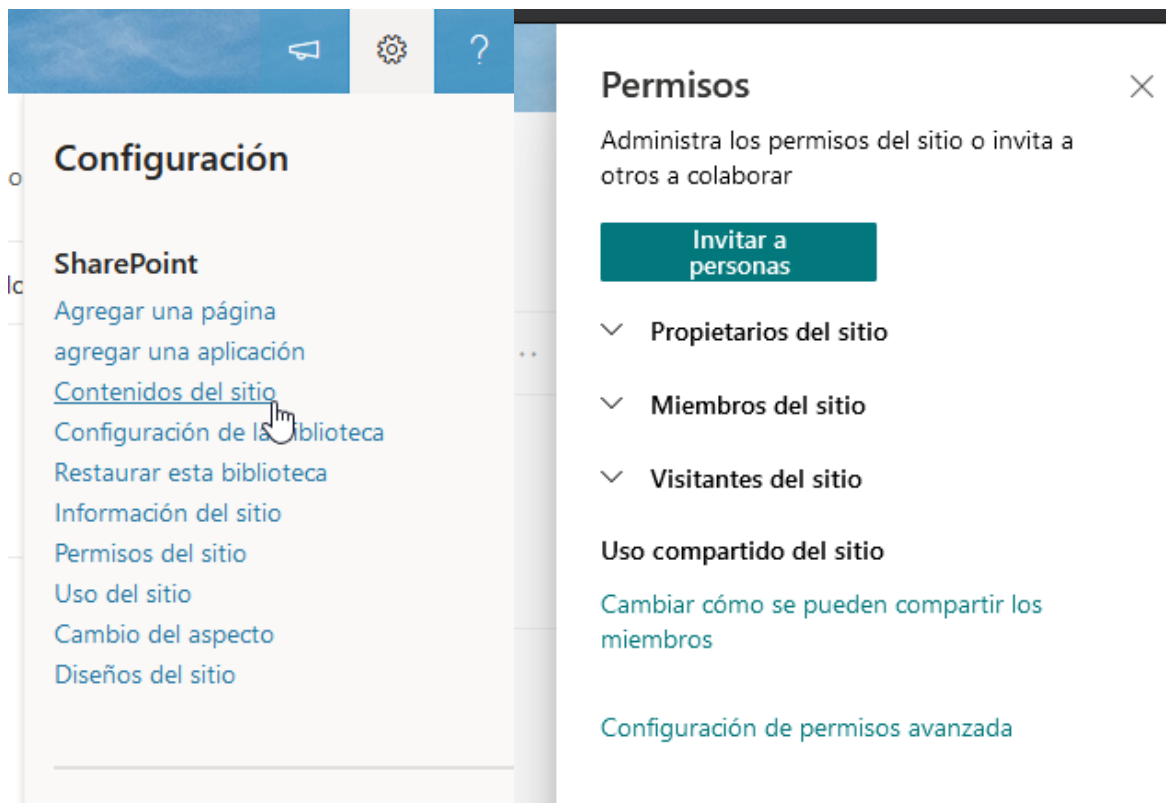 ?
Configuración
o
SharePoint
lc
Agregar una página
agregar una aplicación
Contenidos del sitio
Configuración de la biblioteca
Restaurar esta biblioteca
Información del sitio
Permisos del sitio
Uso del sitio
Cambio del aspecto
Diseños del sitio
Permisos
Administra los permisos del sitio o invita a
otros a colaborar
Invitar a
personas
Propietarios del sitio
Miembros del sitio
Visitantes del sitio
Uso compartido del sitio
Cambiar cómo se pueden compartir los
miembros
Configuración de permisos avanzada